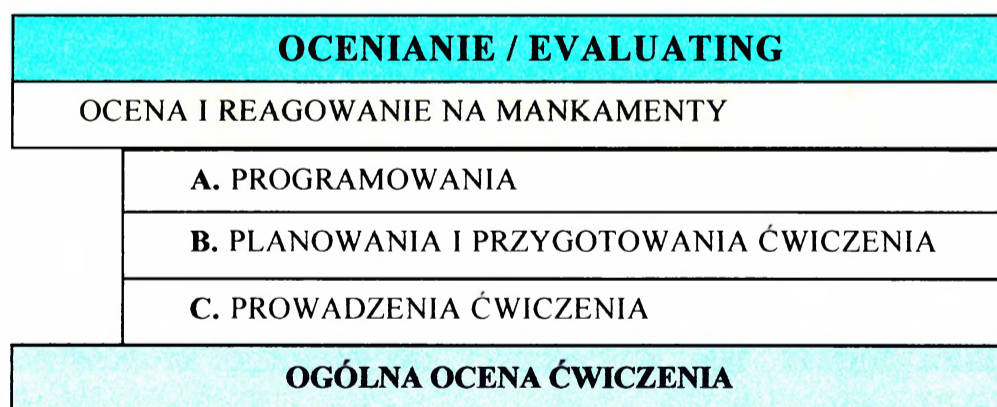 OCENIANIE / EVALUATING
OCENA I REAGOWANIE NA MANKAMENTY
A. PROGRAMOWANIA
B. PLANOWANIA I PRZYGOTOWANIA ĆWICZENIA
C. PROWADZENIA ĆWICZENIA
OGÓLNA OCENA ĆWICZENIA